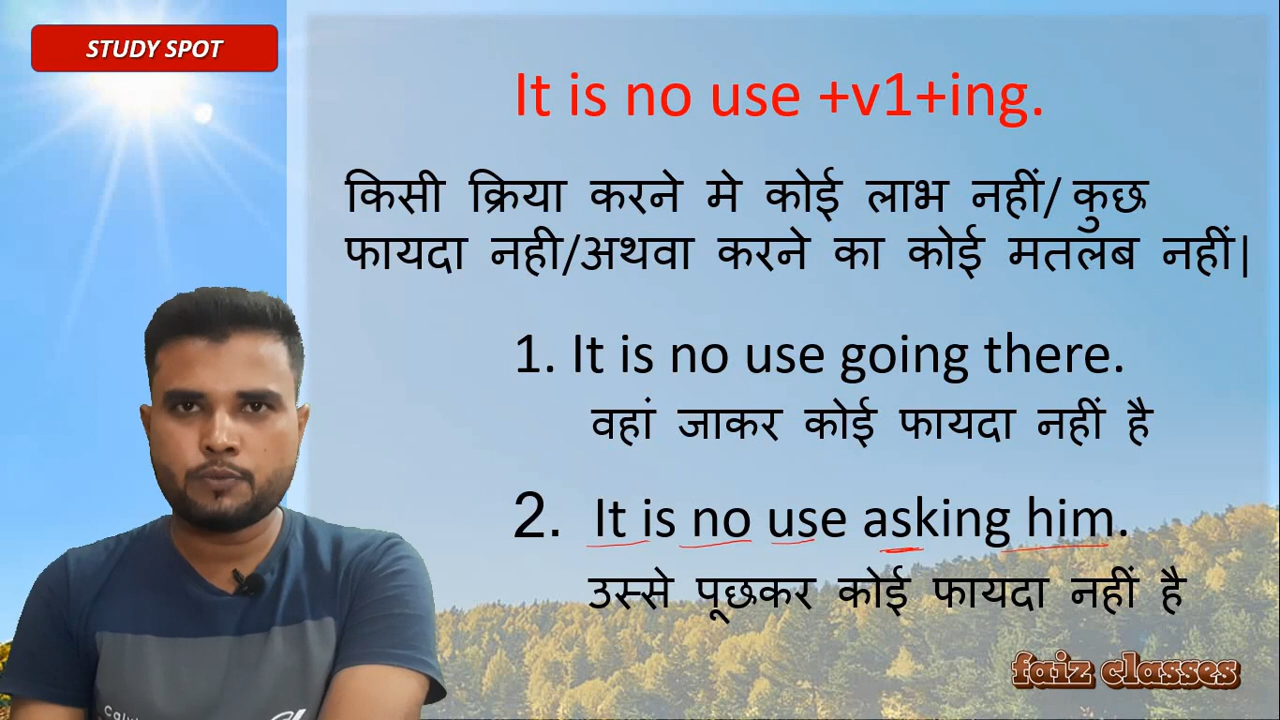 STUDY SPOT
It is no use +v1+ing.
किसी क्रिया करने मे कोई लाभ नहीं/ कुछ
फायदा नही/अथवा करने का कोई मतलब नहीं|
1. It is no use going there.
वहां जाकर कोई फायदा नहीं है
2. It is no use asking him.
उस्से पूछकर कोई फायदा नहीं है
faiz classes